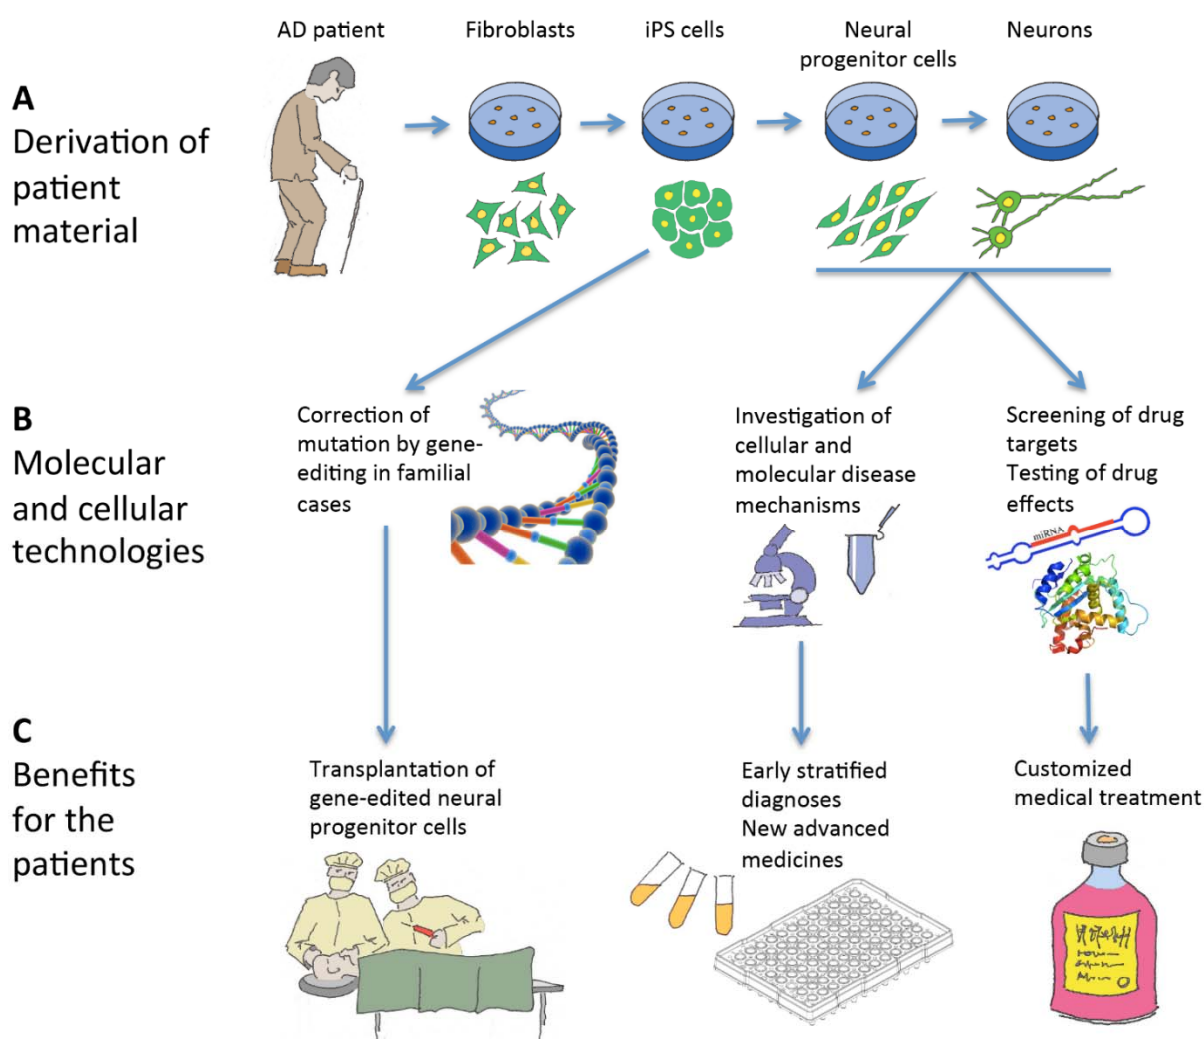 AD patient
Fibroblasts
iPS cells
Neural
progenitor cells
Neurons
A
Derivation of
patient
material
B
Molecular
and cellular
technologies
Correction of
mutation by gene-
editing in familial
cases
Investigation of
cellular and
molecular disease
mechanisms
Screening of drug
targets
Testing of drug
effects
miRNA
C
Benefits
for the
patients
Transplantation of
gene-edited neural
progenitor cells
Early stratified
diagnoses
New advanced
medicines
Customized
medical treatment